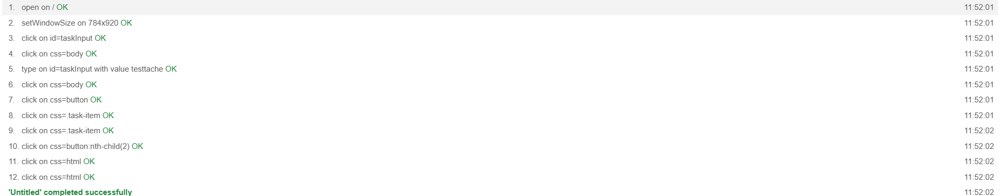 1. open on / OK 11:52:01
2. setWindowSize on 784x920 OK 11:52:01
3. click on id=taskInput OK 11:52:01
4. click on css=body OK 11:52:01
5. type on id=taskInput with value testtache OK 11:52:01
6. click on css=body OK 11:52:01
7. click on css=button OK 11:52:01
8. click on css=.task-item OK 11:52:01
9. click on css=.task-item OK 11:52:02
10. click on css=button:nth-child(2) OK 11:52:02
11. click on css=html OK 11:52:02
12. click on css=html OK 11:52:02
'Untitled' completed successfully 11:52:02